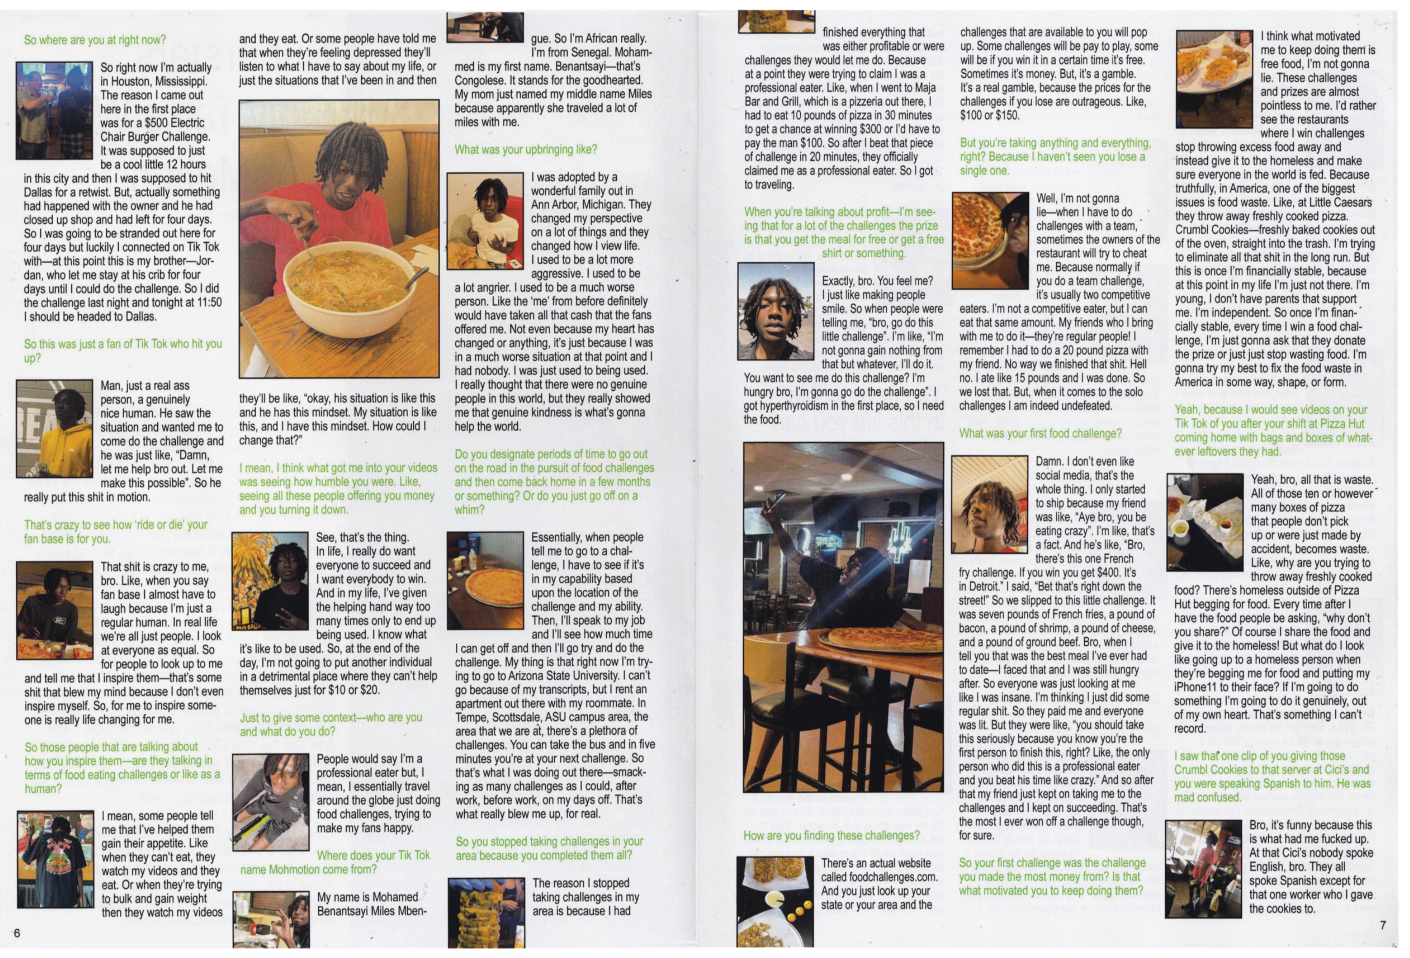 So where are you at right now?
So right now I'm actually
in Houston, Mississippi.
The reason I came out
here in the first place
was for a $500 Electric
Chair Burger Challenge.
It was supposed to just
be a cool little 12 hours
in this city and then I was supposed to hit
Dallas for a retwist. But, actually something
had happened with the owner and he had
closed up shop and had left for four days.
So I was going to be stranded out here for
four days but luckily I connected on Tik Tok
with—at this point this is my brother—Jor-
dan, who let me stay at his crib for four
days until I could do the challenge. So I did
the challenge last night and tonight at 11:50
I should be headed to Dallas.
So this was just a fan of Tik Tok who hit you
up?
Man, just a real ass
person, a genuinely
nice human. He saw the
situation and wanted me to
come do the challenge and
he was just like, "Damn,
let me help bro out. Let me
make this possible". So he
really put this shit in motion.
That's crazy to see how 'ride or die' your
fan base is for you.
That shit is crazy to me,
bro. Like, when you say
fan base I almost have to
laugh because I'm just a
regular human. In real life
we're all just people. I look
at everyone as equal. So
for people to look up to me
and tell me that I inspire them—that's some
shit that blew my mind because I don't even
inspire myself. So, for me to inspire some-
one is really life changing for me.
So those people that are talking about
how you inspire them—are they talking in
terms of food eating challenges or like as a
human?
I mean, some people tell
me that I've helped them
gain their appetite. Like
when they can't eat, they
watch my videos and they
eat. Or when they're trying
to bulk and gain weight
then they watch my videos
6
and they eat. Or some people have told me
that when they're feeling depressed they'll
listen to what I have to say about my life, or
just the situations that I've been in and then
they'll be like, "okay, his situation is like this
and he has this mindset. My situation is like
this, and I have this mindset. How could I
change that?"
I mean, I think what got me into your videos
was seeing how humble you were. Like,
seeing all these people offering you money
and you turning it down.
See, that's the thing.
In life, I really do want
everyone to succeed and
I want everybody to win.
And in my life, I've given
the helping hand way too
many times only to end up
being used. I know what
it's like to be used. So, at the end of the
day, I'm not going to put another individual
in a detrimental place where they can't help
themselves just for $10 or $20.
Just to give some context—who are you
and what do you do?
People would say I'm a
professional eater but, I
mean, I essentially travel
around the globe just doing
food challenges, trying to
make my fans happy.
Where does your Tik Tok
name Mohmotion come from?
My name is Mohamed
Benantsayi Miles Mben-
gue. So I'm African really.
I'm from Senegal. Moham-
med is my first name. Benantsayi—that's
Congolese. It stands for the goodhearted.
My mom just named my middle name Miles
because apparently she traveled a lot of
miles with me.
What was your upbringing like?
I was adopted by a
wonderful family out in
Ann Arbor, Michigan. They
changed my perspective
on a lot of things and they
changed how I view life.
I used to be a lot more
aggressive. I used to be
a lot angrier. I used to be a much worse
person. Like the 'me' from before definitely
would have taken all that cash that the fans
offered me. Not even because my heart has
changed or anything, it's just because I was
in a much worse situation at that point and I
had nobody. I was just used to being used.
I really thought that there were no genuine
people in this world, but they really showed
me that genuine kindness is what's gonna
help the world.
Do you designate periods of time to go out
on the road in the pursuit of food challenges
and then come back home in a few months
or something? Or do you just go off on a
whim?
Essentially, when people
tell me to go to a chal-
lenge, I have to see if it's
in my capability based
upon the location of the
challenge and my ability.
Then, I'll speak to my job
and I'll see how much time
I can get off and then I'll go try and do the
challenge. My thing is that right now I'm try-
ing to go to Arizona State University. I can't
go because of my transcripts, but I rent an
apartment out there with my roommate. In
Tempe, Scottsdale, ASU campus area, the
area that we are at, there's a plethora of
challenges. You can take the bus and in five
minutes you're at your next challenge. So
that's what I was doing out there—smack-
ing as many challenges as I could, after
work, before work, on my days off. That's
what really blew me up, for real.
So you stopped taking challenges in your
area because you completed them all?
The reason I stopped
taking challenges in my
area is because I had
finished everything that
was either profitable or were
challenges they would let me do. Because
at a point they were trying to claim I was a
professional eater. Like, when I went to Maja
Bar and Grill, which is a pizzeria out there, I
had to eat 10 pounds of pizza in 30 minutes
to get a chance at winning $300 or I'd have to
pay the man $100. So after I beat that piece
of challenge in 20 minutes, they officially
claimed me as a professional eater. So I got
to traveling.
When you're talking about profit—I'm see-
ing that for a lot of the challenges the prize
is that you get the meal for free or get a free
shirt or something.
Exactly, bro. You feel me?
I just like making people
smile. So when people were
telling me, "bro, go do this
little challenge". I'm like, "I'm
not gonna gain nothing from
that but whatever, I'll do it.
You want to see me do this challenge? I'm
hungry bro, I'm gonna go do the challenge". I
got hyperthyroidism in the first place, so I need
the food.
How are you finding these challenges?
There's an actual website
called foodchallenges.com.
And you just look up your
state or your area and the
challenges that are available to you will pop
up. Some challenges will be pay to play, some
will be if you win it in a certain time it's free.
Sometimes it's money. But, it's a gamble.
It's a real gamble, because the prices for the
challenges if you lose are outrageous. Like,
$100 or $150.
But you're taking anything and everything,
right? Because I haven't seen you lose a
single one.
Well, I'm not gonna
lie—when I have to do
challenges with a team,
sometimes the owners of the
restaurant will try to cheat
me. Because normally if
you do a team challenge,
it's usually two competitive
eaters. I'm not a competitive eater, but I can
eat that same amount. My friends who I bring
with me to do it—they're regular people! I
remember I had to do a 20 pound pizza with
my friend. No way we finished that shit. Hell
no. I ate like 15 pounds and I was done. So
we lost that. But, when it comes to the solo
challenges I am indeed undefeated.
What was your first food challenge?
Damn. I don't even like
social media, that's the
whole thing. I only started
to ship because my friend
was like, "Aye bro, you be
eating crazy". I'm like, that's
a fact. And he's like, "Bro,
there's this one French
fry challenge. If you win you get $400. It's
in Detroit." I said, "Bet that's right down the
street!" So we slipped to this little challenge. It
was seven pounds of French fries, a pound of
bacon, a pound of shrimp, a pound of cheese,
and a pound of ground beef. Bro, when I
tell you that was the best meal I've ever had
to date—I faced that and I was still hungry
after. So everyone was just looking at me
like I was insane. I'm thinking I just did some
regular shit. So they paid me and everyone
was lit. But they were like, "you should take
this seriously because you know you're the
first person to finish this, right? Like, the only
person who did this is a professional eater
and you beat his time like crazy." And so after
that my friend just kept on taking me to the
challenges and I kept on succeeding. That's
the most I ever won off a challenge though,
for sure.
So your first challenge was the challenge
you made the most money from? Is that
what motivated you to keep doing them?
I think what motivated
me to keep doing them is
free food, I'm not gonna
lie. These challenges
and prizes are almost
pointless to me. I'd rather
see the restaurants
where I win challenges
stop throwing excess food away and
instead give it to the homeless and make
sure everyone in the world is fed. Because
truthfully, in America, one of the biggest
issues is food waste. Like, at Little Caesars
they throw away freshly cooked pizza.
Crumbl Cookies—freshly baked cookies out
of the oven, straight into the trash. I'm trying
to eliminate all that shit in the long run. But
this is once I'm financially stable, because
at this point in my life I'm just not there. I'm
young, I don't have parents that support
me. I'm independent. So once I'm finan-
cially stable, every time I win a food chal-
lenge, I'm just gonna ask that they donate
the prize or just just stop wasting food. I'm
gonna try my best to fix the food waste in
America in some way, shape, or form.
Yeah, because I would see videos on your
Tik Tok of you after your shift at Pizza Hut
coming home with bags and boxes of what-
ever leftovers they had.
Yeah, bro, all that is waste.
All of those ten or however
many boxes of pizza
that people don't pick
up or were just made by
accident, becomes waste.
Like, why are you trying to
throw away freshly cooked
food? There's homeless outside of Pizza
Hut begging for food. Every time after I
have the food people be asking, "why don't
you share?" Of course I share the food and
give it to the homeless! But what do I look
like going up to a homeless person when
they're begging me for food and putting my
iPhone11 to their face? If I'm going to do
something I'm going to do it genuinely, out
of my own heart. That's something I can't
record.
I saw that one clip of you giving those
Crumbl Cookies to that server at Cici's and
you were speaking Spanish to him. He was
mad confused.
Bro, it's funny because this
is what had me fucked up.
At that Cici's nobody spoke
English, bro. They all
spoke Spanish except for
that one worker who I gave
the cookies to.
7